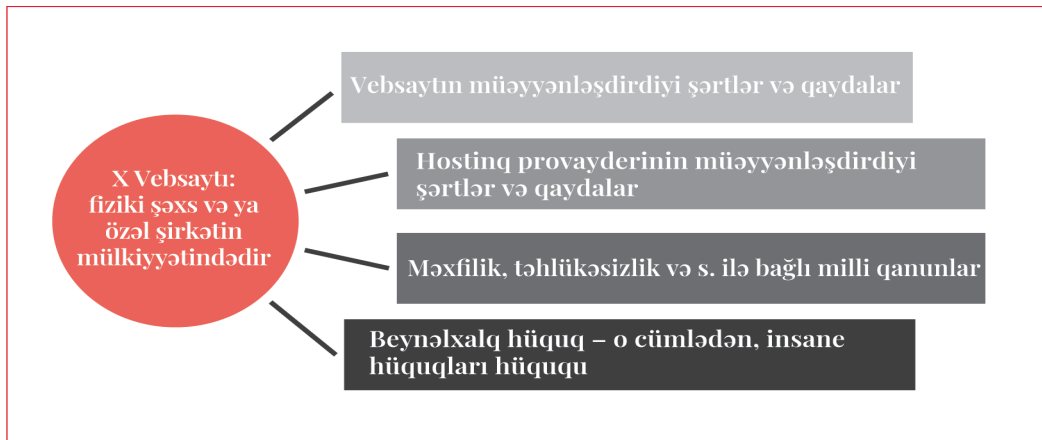 X Vebsaytı:
fiziki şəxs və ya
özəl şirkətin
mülkiyyətindədir
Vebsaytın müəyyənləşdirdiyi şərtlər və qaydalar
Hostinq provayderinin müəyyənləşdirdiyi
şərtlər və qaydalar
Məxfilik, təhlükəsizlik və s. ilə bağlı milli qanunlar
Beynəlxalq hüquq – o cümlədən, insane
hüquqları hüququ